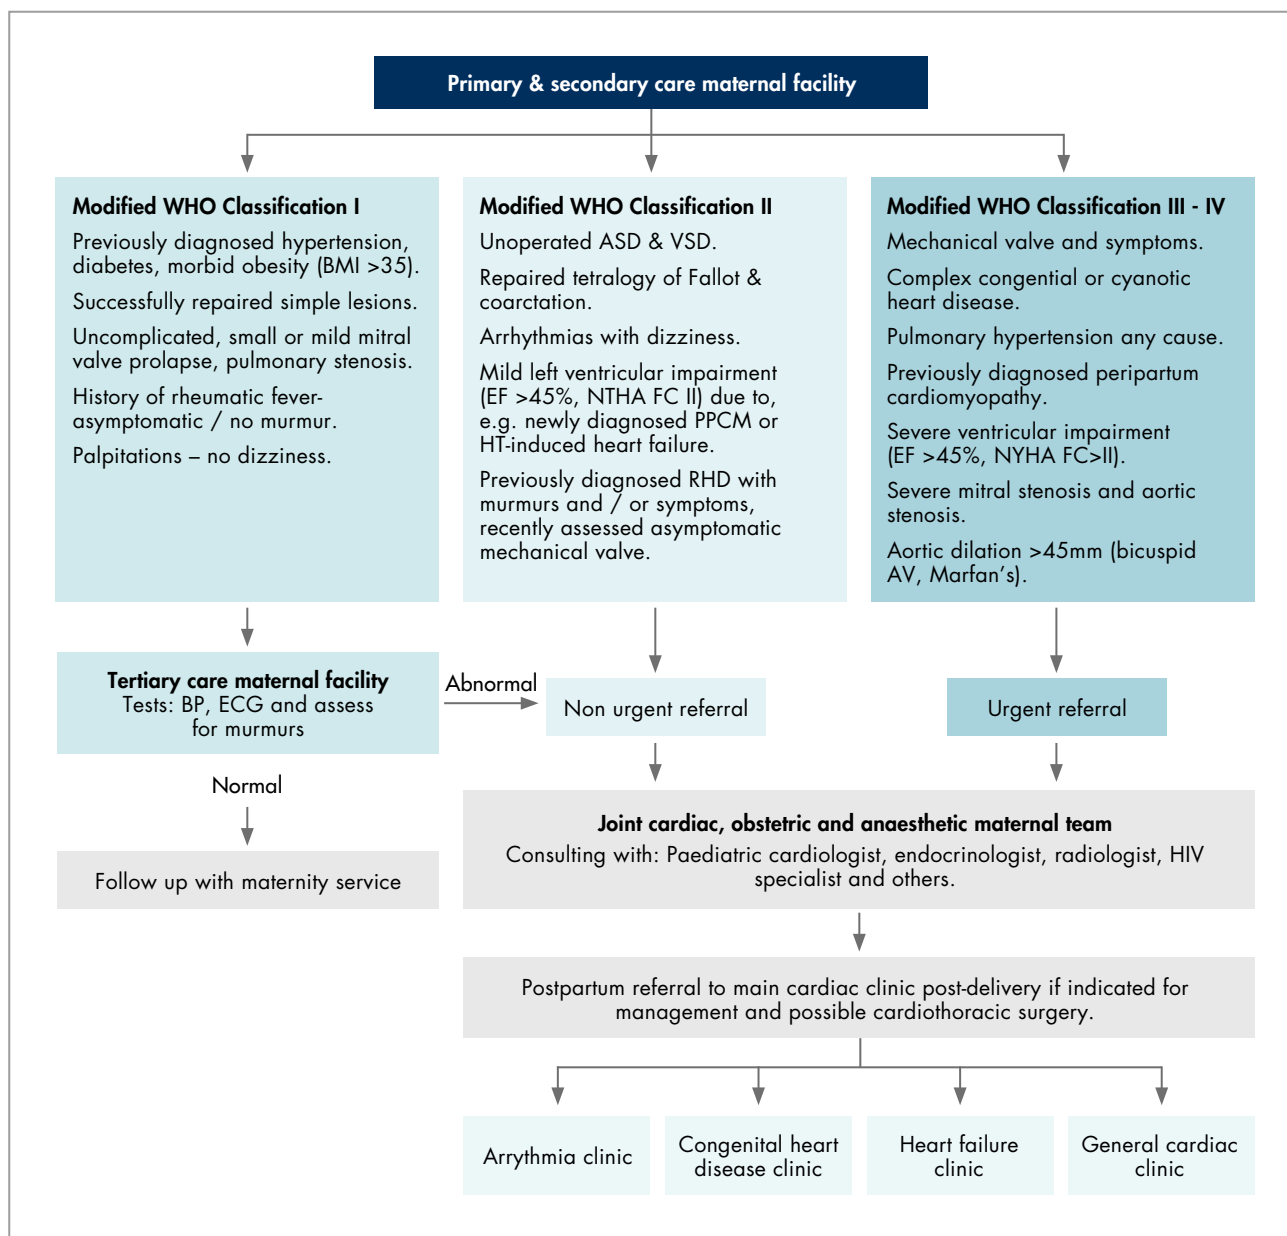 Primary & secondary care maternal facility
Modified WHO Classification I
Previously diagnosed hypertension,
diabetes, morbid obesity (BMI >35).
Successfully repaired simple lesions.
Uncomplicated, small or mild mitral
valve prolapse, pulmonary stenosis.
History of rheumatic fever-
asymptomatic / no murmur.
Palpitations – no dizziness.
Modified WHO Classification II
Unoperated ASD & VSD.
Repaired tetralogy of Fallot &
coarctation.
Arrhythmias with dizziness.
Mild left ventricular impairment
(EF >45%, NTHA FC II) due to,
e.g. newly diagnosed PPCM or
HT-induced heart failure.
Previously diagnosed RHD with
murmurs and / or symptoms,
recently assessed asymptomatic
mechanical valve.
Modified WHO Classification III - IV
Mechanical valve and symptoms.
Complex congential or cyanotic
heart disease.
Pulmonary hypertension any cause.
Previously diagnosed peripartum
cardiomyopathy.
Severe ventricular impairment
(EF >45%, NYHA FC>II).
Severe mitral stenosis and aortic
stenosis.
Aortic dilation >45mm (bicuspid
AV, Marfan’s).
Tertiary care maternal facility
Tests: BP, ECG and assess
for murmurs
Abnormal
Non urgent referral
Urgent referral
Normal
Follow up with maternity service
Joint cardiac, obstetric and anaesthetic maternal team
Consulting with: Paediatric cardiologist, endocrinologist, radiologist, HIV
specialist and others.
Postpartum referral to main cardiac clinic post-delivery if indicated for
management and possible cardiothoracic surgery.
Arrythmia clinic
Congenital heart
disease clinic
Heart failure
clinic
General cardiac
clinic